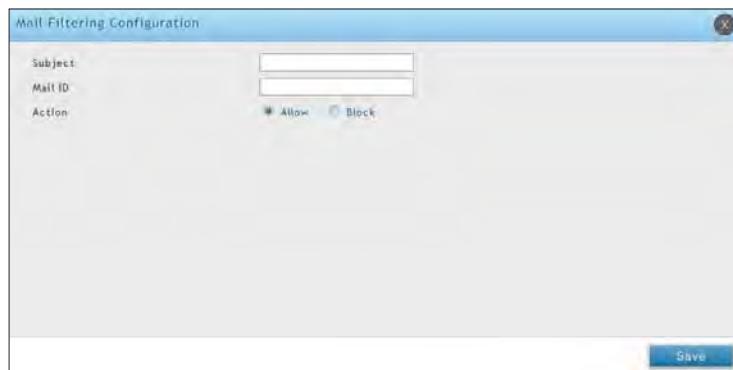 Mail Filtering Configuration
X
Subject
Mail ID
Action Allow Block
Save